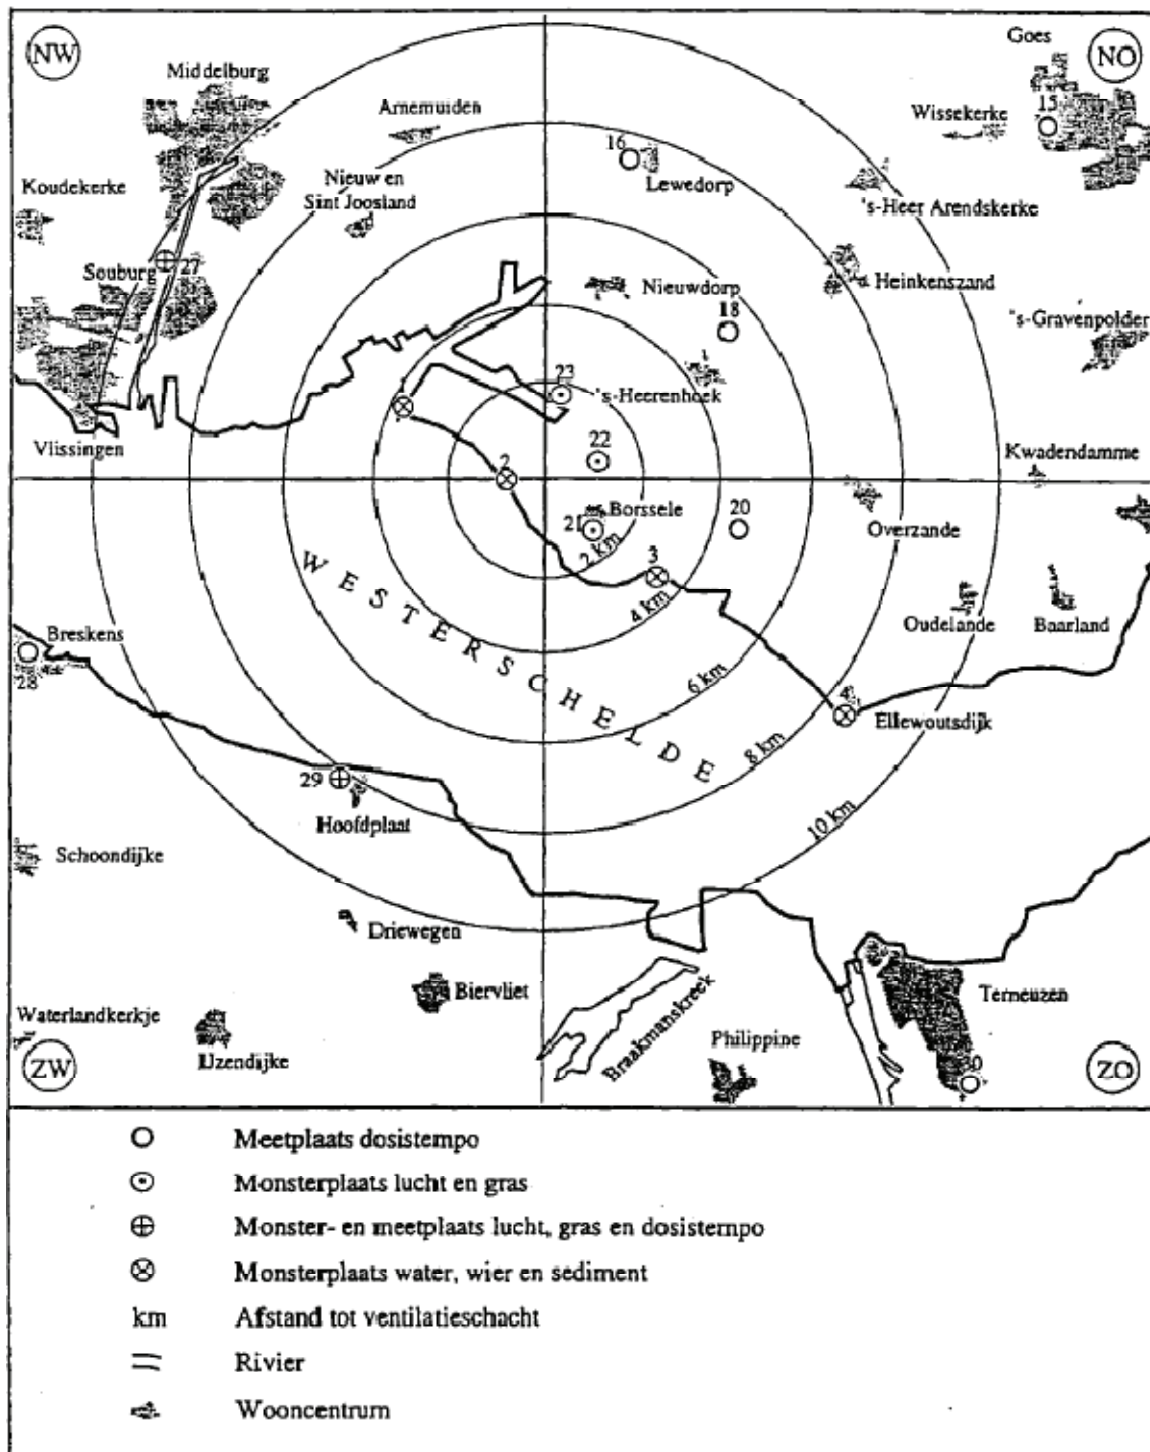 NW
NO
Goes
Middelburg
15
Arnemuiden
Wissekerke
16
Lewedorp
Koudekerke
Nieuw en
Sint Joosland
's-Heer Arendskerke
Souburg
27
Heinkenszand
Nieuwdorp
18
's-Gravenpolder
23
's-Heerenhoek
1
Vlissingen
22
Kwadendamme
2
Borssele
21
20
Overzande
2 km
3
WESTERSCHELDE
4 km
Oudelande
Baarland
Breskens
28
6 km
4
Ellewoutsdijk
8 km
29
Hoofdplaat
10 km
Schoondijke
Driewegen
Biervliet
Terneuzen
Waterlandkerkje
IJzendijke
Braakmanskreek
Philippine
ZW
30
ZO
Meetplaats dosistempo
Monsterplaats lucht en gras
Monster- en meetplaats lucht, gras en dosistempo
Monsterplaats water, wier en sediment
km Afstand tot ventilatieschacht
Rivier
Wooncentrum